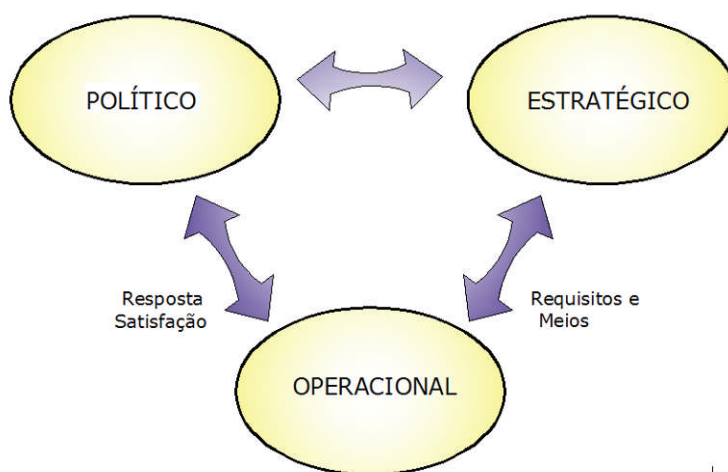 POLÍTICO
ESTRATÉGICO
Resposta
Satisfação
Requisitos e
Meios
OPERACIONAL